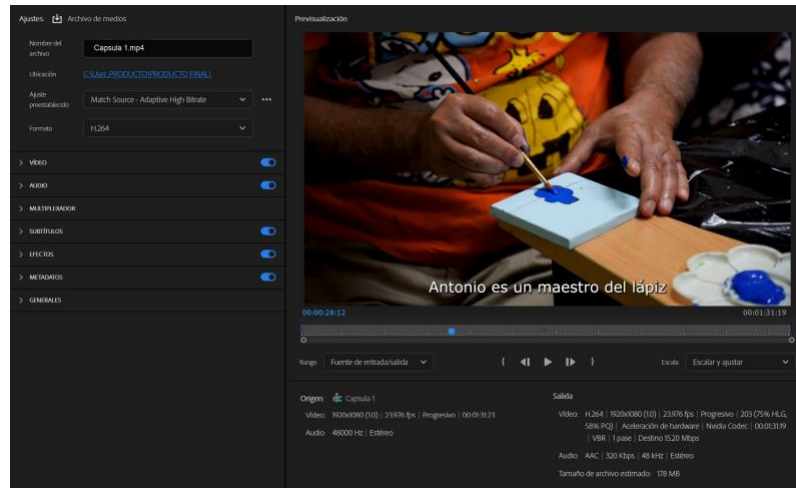 Ajustes
Archivo de medios
Previsualización
Nombre del
archivo
Capsula 1.mp4
Ubicación
C:\User..PRODUCTO\PRODUCTO FINAL\
Ajuste
preestablecido
Match Source - Adaptive High Bitrate
Formato
H.264
VÍDEO
AUDIO
MULTIPLEXADOR
SUBTÍTULOS
EFECTOS
METADATOS
GENERALES
Antonio es un maestro del lápiz
00:00:28:12
00:01:31:19
Rango
Fuente de entrada/salida
Escala
Escalar y ajustar
Origen:
Capsula 1
Vídeo: 1920x1080 (1.0) | 23.976 fps | Progresivo | 00:01:31:23
Audio: 48000 Hz | Estéreo
Salida
Vídeo: H.264 | 1920x1080 (1.0) | 23.976 fps | Progresivo | 203 (75% HLG,
58% PQ) | Aceleración de hardware | Nvidia Codec | 00:01:31:19
| VBR | 1 pase | Destino 15.20 Mbps
Audio: AAC | 320 Kbps | 48 kHz | Estéreo
Tamaño de archivo estimado: 178 MB